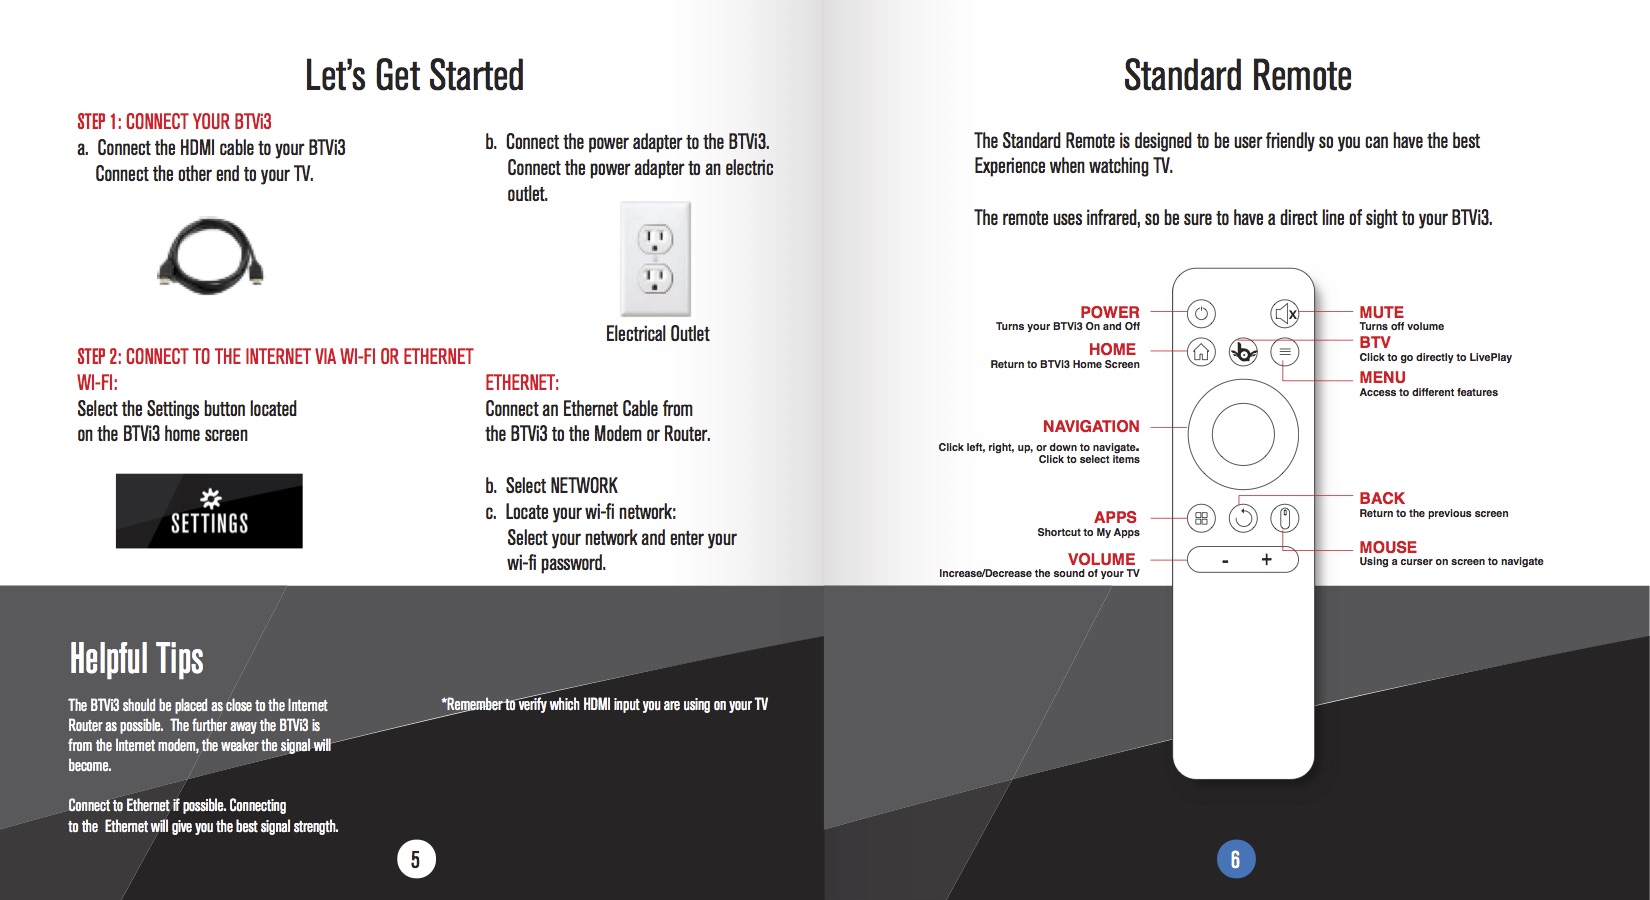 Let's Get Started
STEP 1: CONNECT YOUR BTVi3
a. Connect the HDMI cable to your BTVi3
Connect the other end to your TV.
b. Connect the power adapter to the BTVi3.
Connect the power adapter to an electric
outlet.
Electrical Outlet
STEP 2: CONNECT TO THE INTERNET VIA WI-FI OR ETHERNET
WI-FI:
Select the Settings button located
on the BTVi3 home screen
SETTINGS
ETHERNET:
Connect an Ethernet Cable from
the BTVi3 to the Modem or Router.
b. Select NETWORK
c. Locate your wi-fi network:
Select your network and enter your
wi-fi password.
Helpful Tips
The BTVi3 should be placed as close to the Internet
Router as possible. The further away the BTVi3 is
from the Internet modem, the weaker the signal will
become.
Connect to Ethernet if possible. Connecting
to the Ethernet will give you the best signal strength.
*Remember to verify which HDMI input you are using on your TV
5
Standard Remote
The Standard Remote is designed to be user friendly so you can have the best
Experience when watching TV.
The remote uses infrared, so be sure to have a direct line of sight to your BTVi3.
POWER
Turns your BTVi3 On and Off
HOME
Return to BTVi3 Home Screen
NAVIGATION
Click left, right, up, or down to navigate.
Click to select items
APPS
Shortcut to My Apps
VOLUME
Increase/Decrease the sound of your TV
- +
MUTE
Turns off volume
BTV
Click to go directly to LivePlay
MENU
Access to different features
BACK
Return to the previous screen
MOUSE
Using a curser on screen to navigate
6